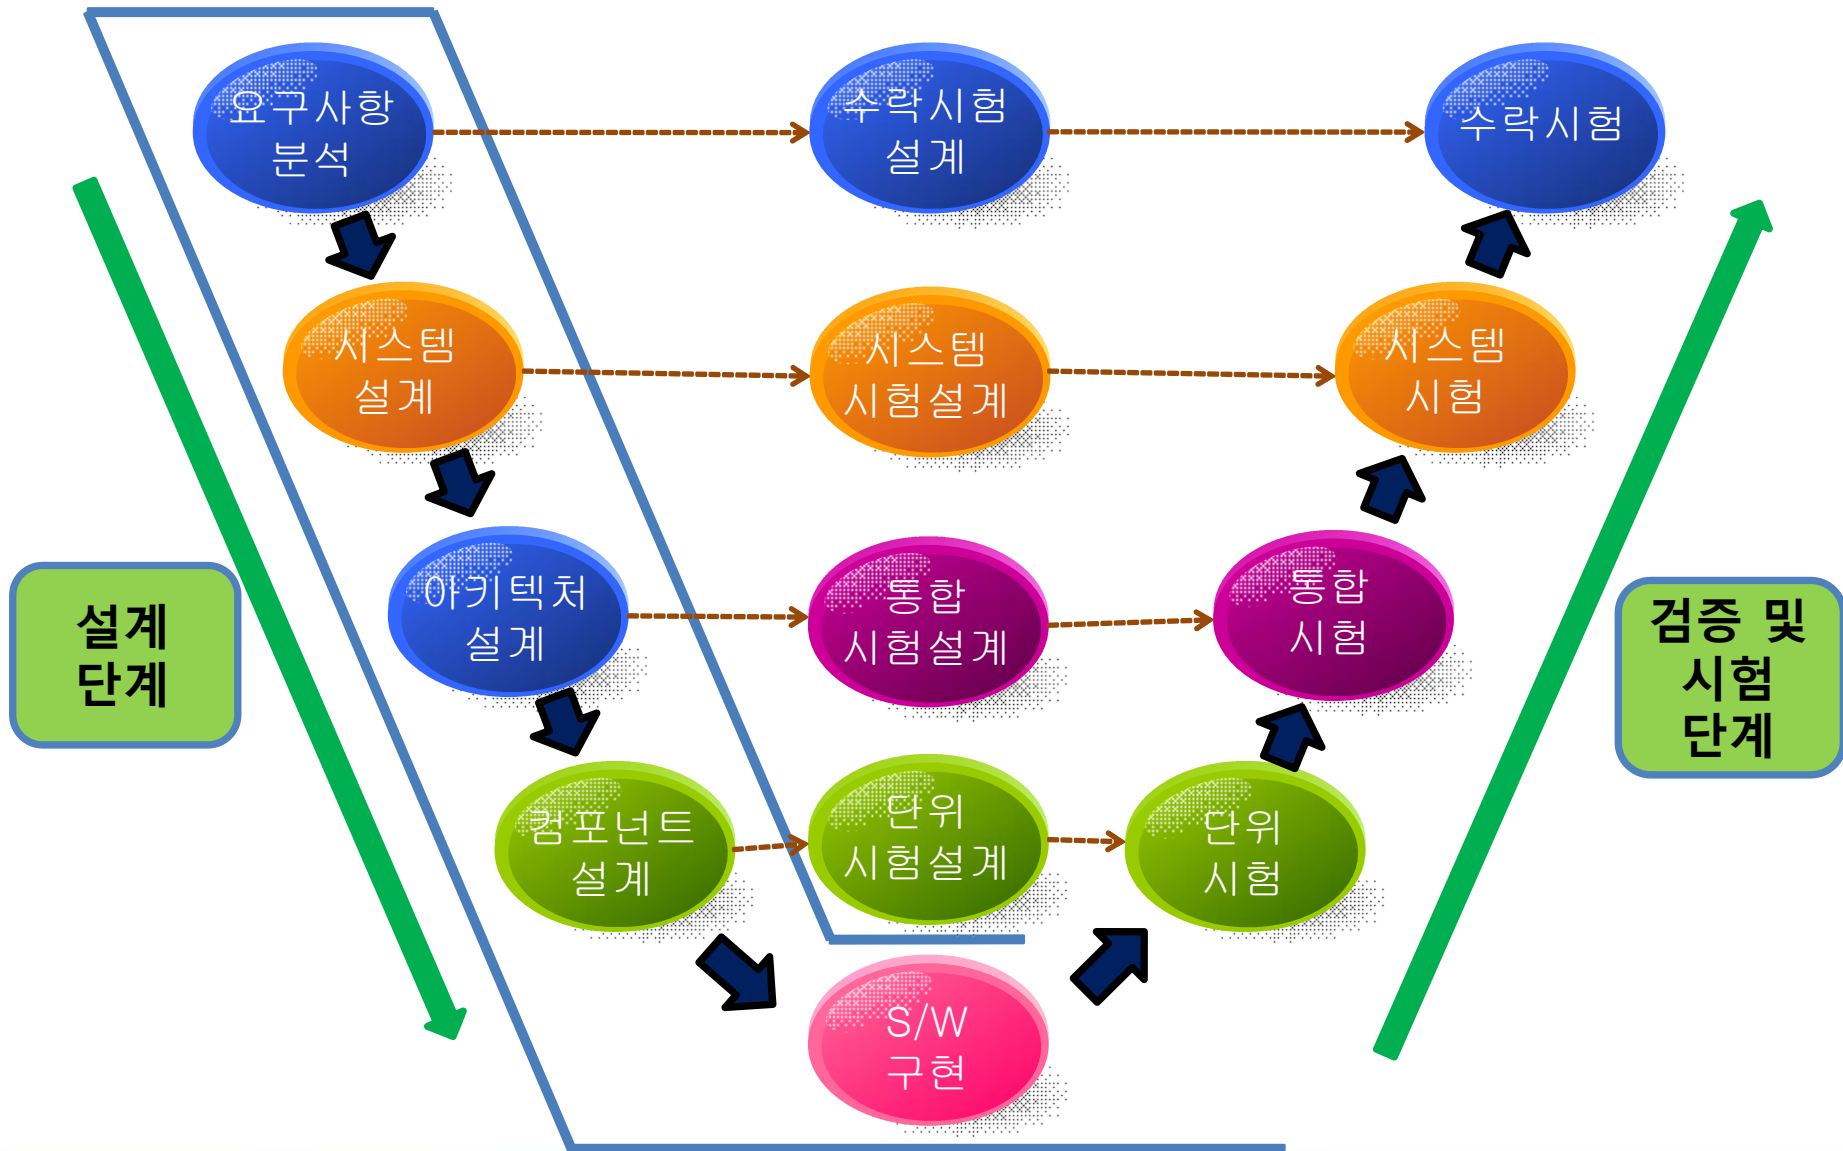 요구사항
분석
수락시험
설계
수락시험
시스템
설계
시스템
시험설계
시스템
시험
아키텍처
설계
통합
시험설계
통합
시험
설계
단계
검증 및
시험
단계
컴포넌트
설계
단위
시험설계
단위
시험
S/W
구현